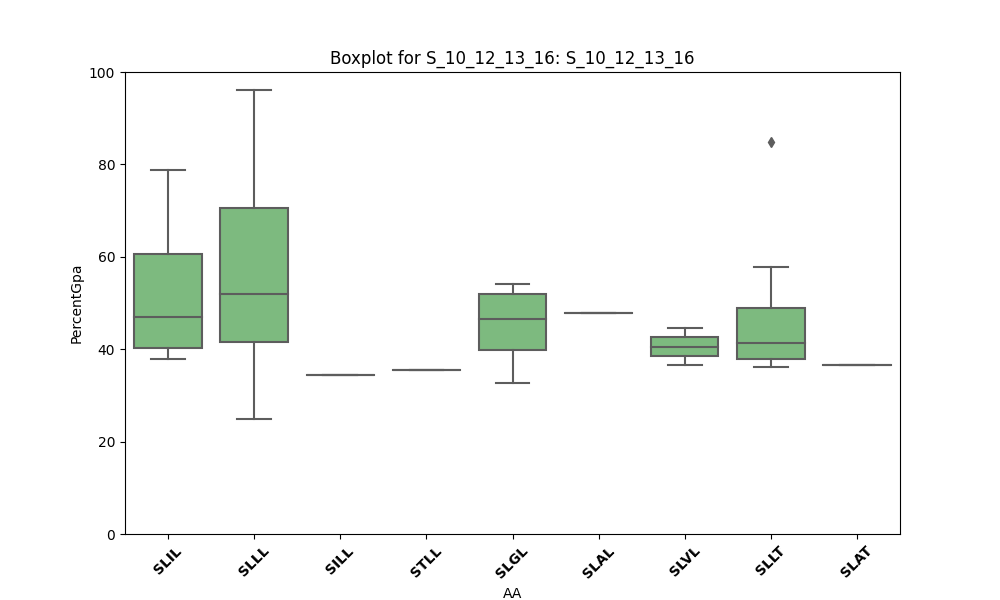 Boxplot for S_10_12_13_16: S_10_12_13_16
PercentGpa
100
80
60
40
20
0
SLIL SLLL SILL STLL SLGL SLAL SLVL SLLT SLAT
AA